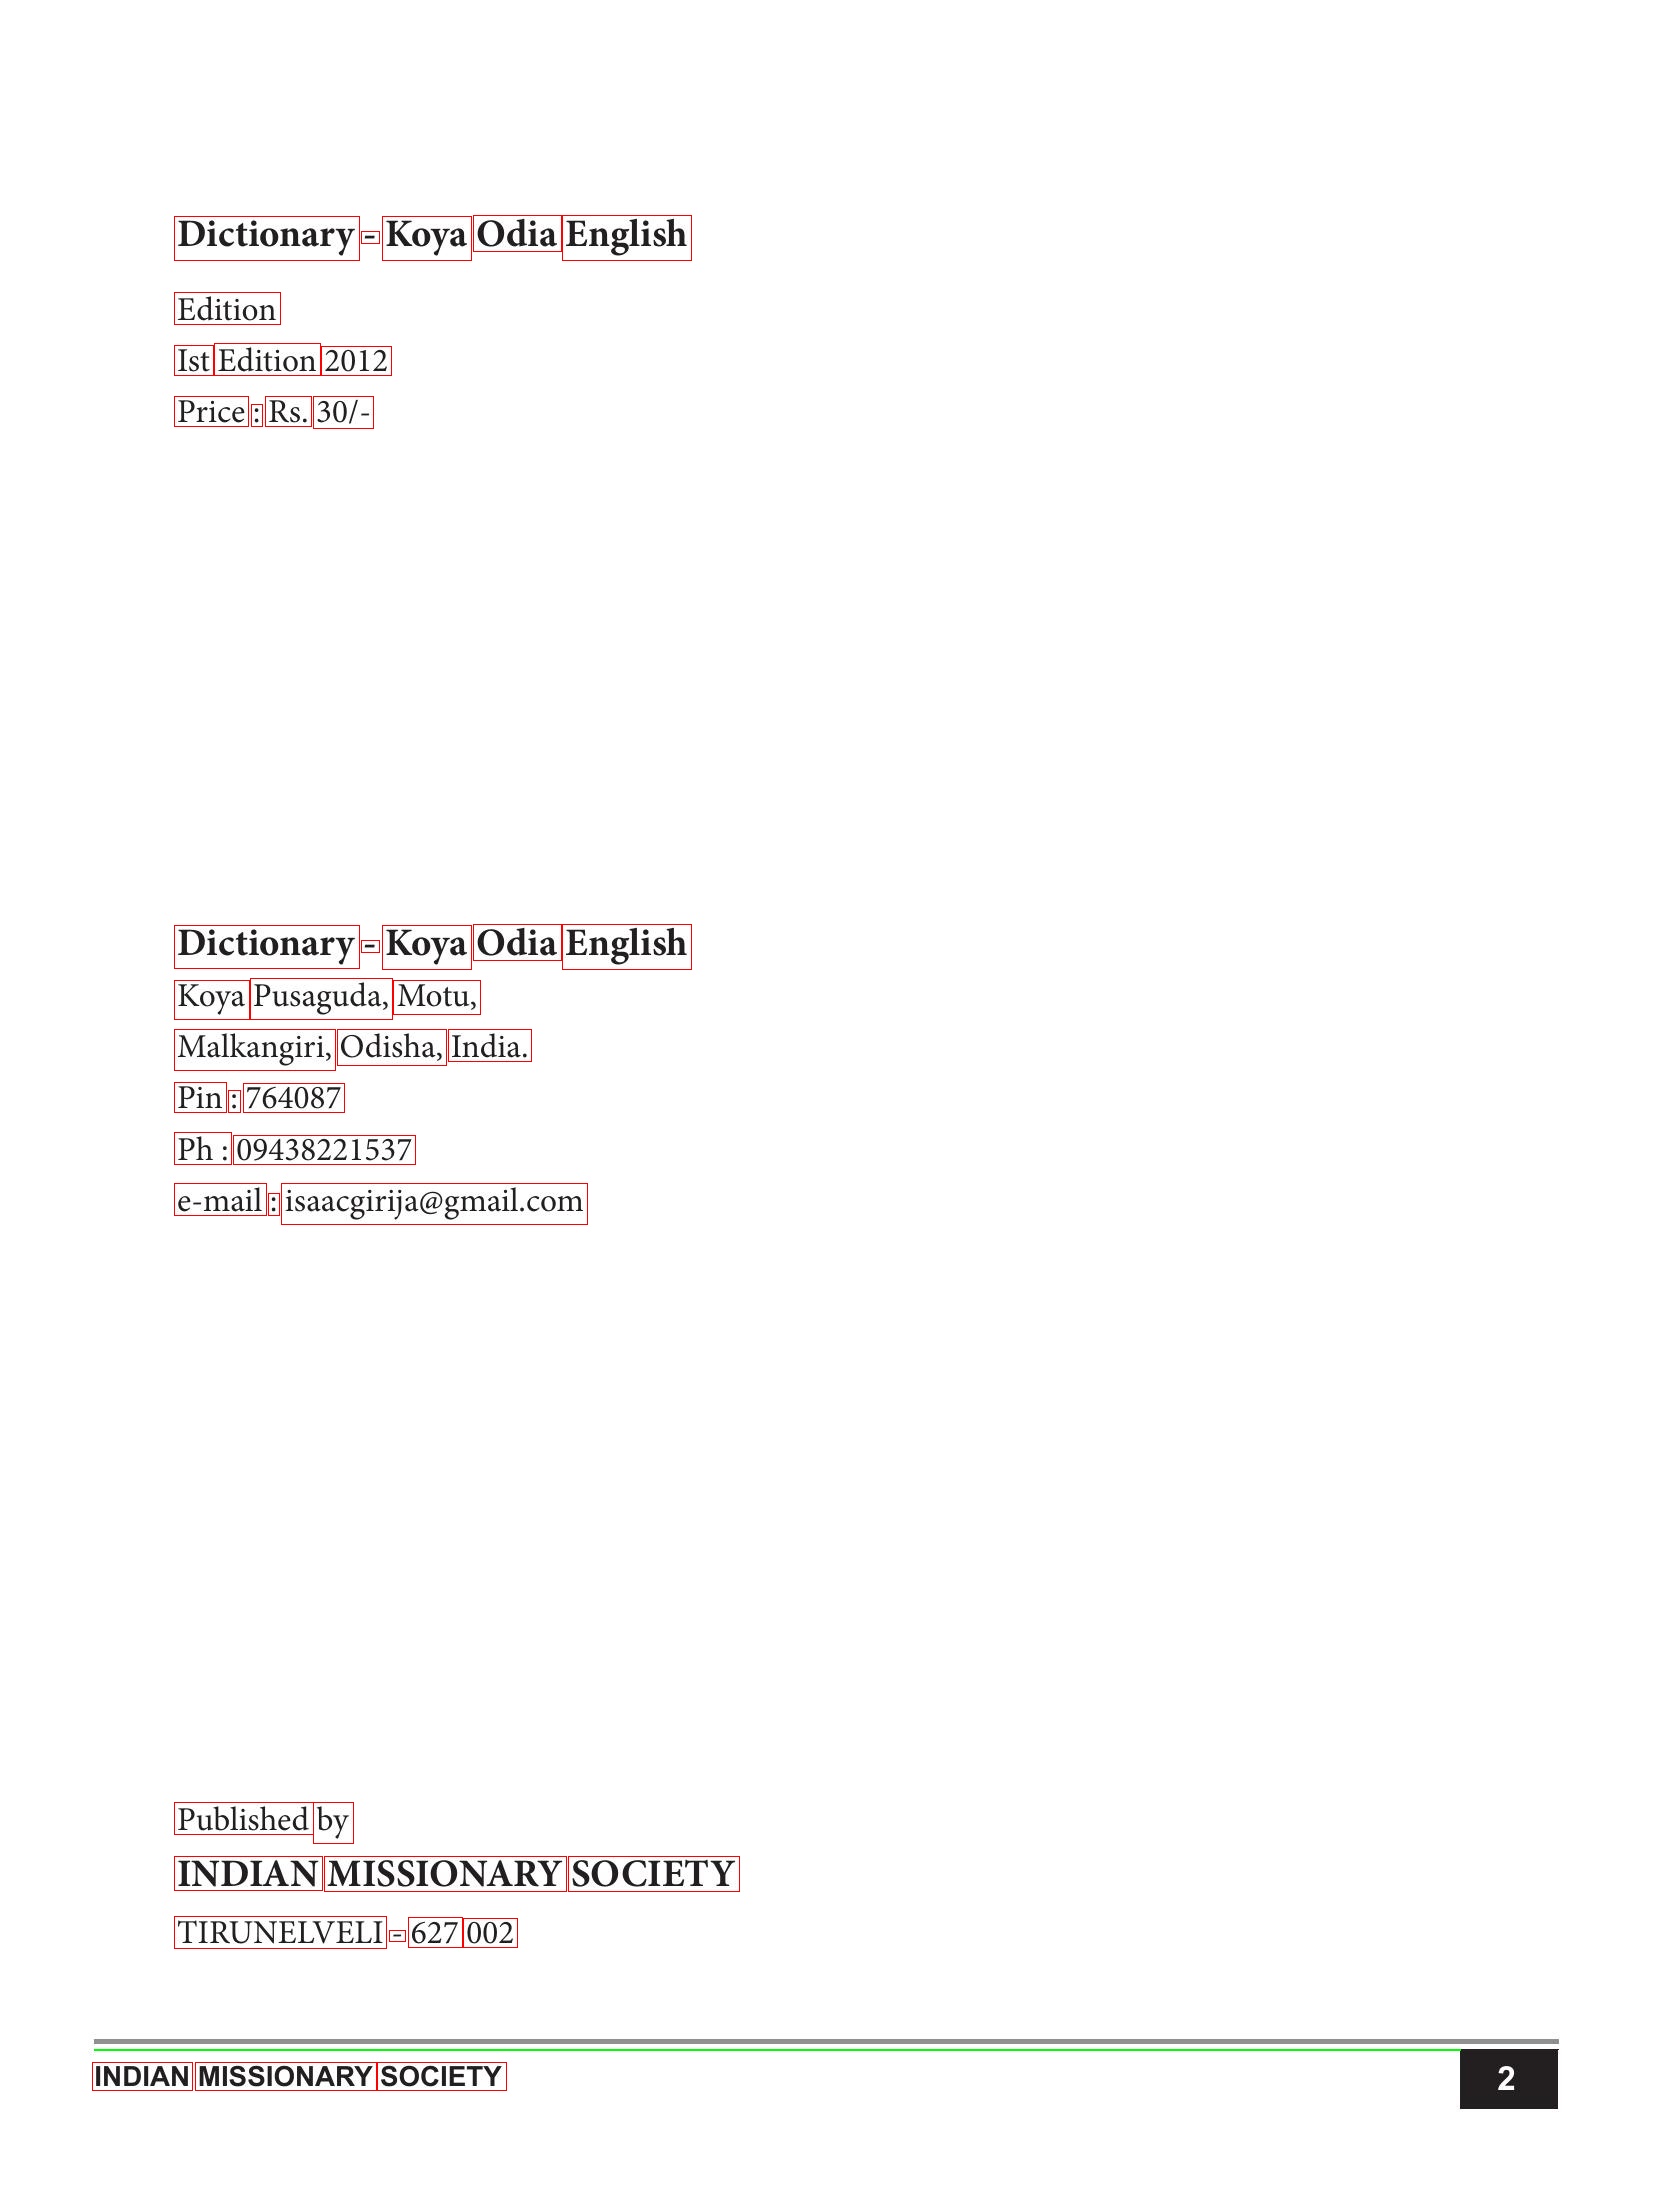 Dictionary - Koya Odia English
Edition
Ist Edition 2012
Price : Rs. 30/-
Dictionary - Koya Odia English
Koya Pusaguda, Motu,
Malkangiri, Odisha, India.
Pin : 764087
Ph : 09438221537
e-mail : isaacgirija@gmail.com
Published by
INDIAN MISSIONARY SOCIETY
TIRUNELVELI - 627 002
INDIAN MISSIONARY SOCIETY
2